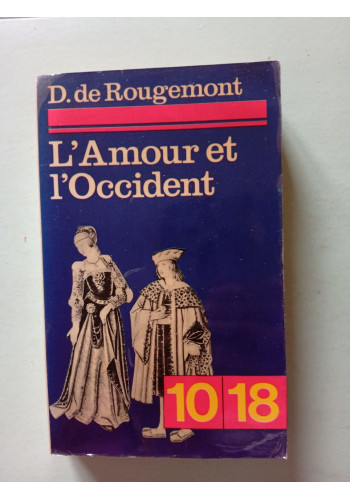 D. de Rougemont
L'Amour et
l'Occident
10 18